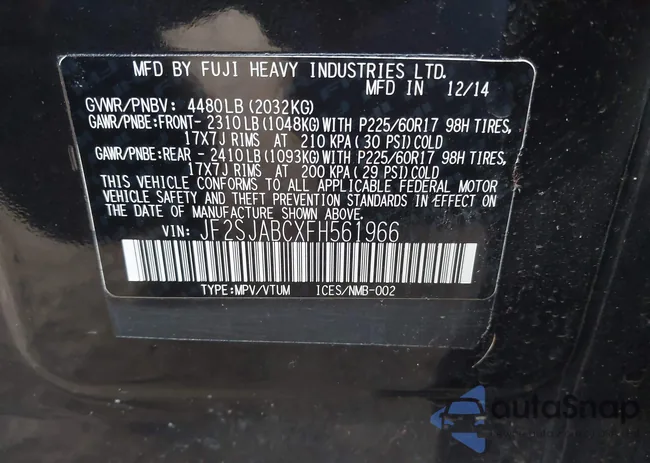 MFD BY FUJI HEAVY INDUSTRIES LTD.
MFD IN 12/14
GVWR/PNBV: 4480LB(2032KG)
GAWR/PNBE:FRONT- 2310LB(1048KG)WITH P225/60R17 98H TIRES,
17X7J RIMS AT 210 KPA(30 PSI)COLD
GAWR/PNBE:REAR - 2410LB(1093KG)WITH P225/60R17 98H TIRES,
17X7J RIMS AT 200 KPA(29 PSI)COLD
THIS VEHICLE CONFORMS TO ALL APPLICABLE FEDERAL MOTOR
VEHICLE SAFETY AND THEFT PREVENTION STANDARDS IN EFFECT
ON THE DATE OF MANUFACTURE SHOWN ABOVE.
VIN: JF2SJABCXFH561966
TYPE:MPV/VTUM ICES/NMB-002
autoSnap